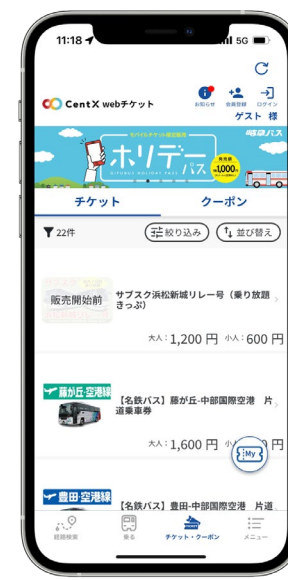 11:18
5G
CentX webチケット
お知らせ
会員登録
ログイン
ゲスト 様
モバイルチケット限定販売
岐阜バス
ホリデーパス
GIFUBUS HOLIDAY PASS
1,000
チケット
クーポン
22件
絞り込み
並び替え
販売開始前
サブスク浜松新城リレー号（乗り放題
きっぷ）
大人：1,200 円 小人：600 円
藤が丘-空港線
【名鉄バス】藤が丘-中部国際空港 片
道乗車券
大人：1,600 円
円
My
豊田-空港線
【名鉄バス】豊田-中部国際空港 片道
経路検索
乗る
チケット・クーポン
メニュー